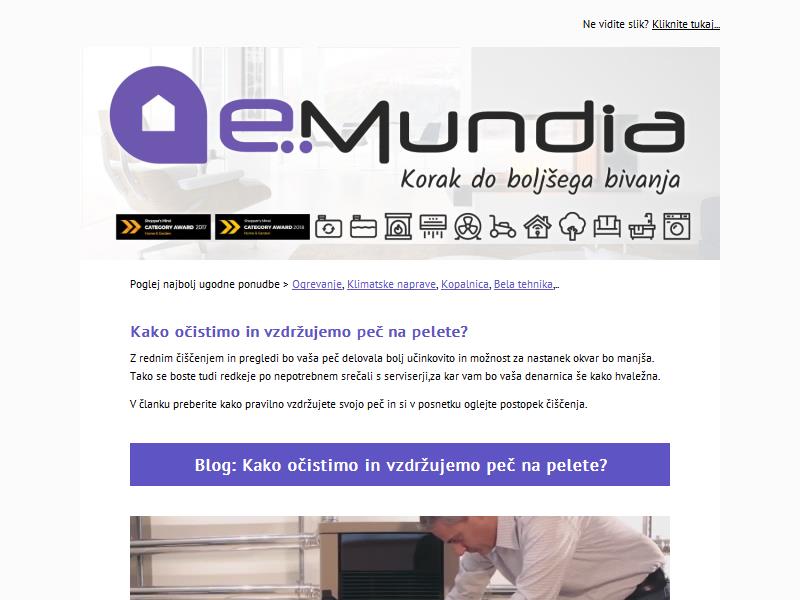 Ne vidite slik? Kliknite tukaj...
e.Mundia
Korak do boljšega bivanja
Shopper's Mind
CATEGORY AWARD 2017
Home & Garden
Shopper's Mind
CATEGORY AWARD 2018
Home & Garden
Poglej najbolj ugodne ponudbe > Ogrevanje, Klimatske naprave, Kopalnica, Bela tehnika,..
Kako očistimo in vzdržujemo peč na pelete?
Z rednim čiščenjem in pregledi bo vaša peč delovala bolj učinkovito in možnost za nastanek okvar bo manjša.
Tako se boste tudi redkeje po nepotrebnem srečali s serviserji,za kar vam bo vaša denarnica še kako hvaležna.
V članku preberite kako pravilno vzdržujete svojo peč in si v posnetku oglejte postopek čiščenja.
Blog: Kako očistimo in vzdržujemo peč na pelete?